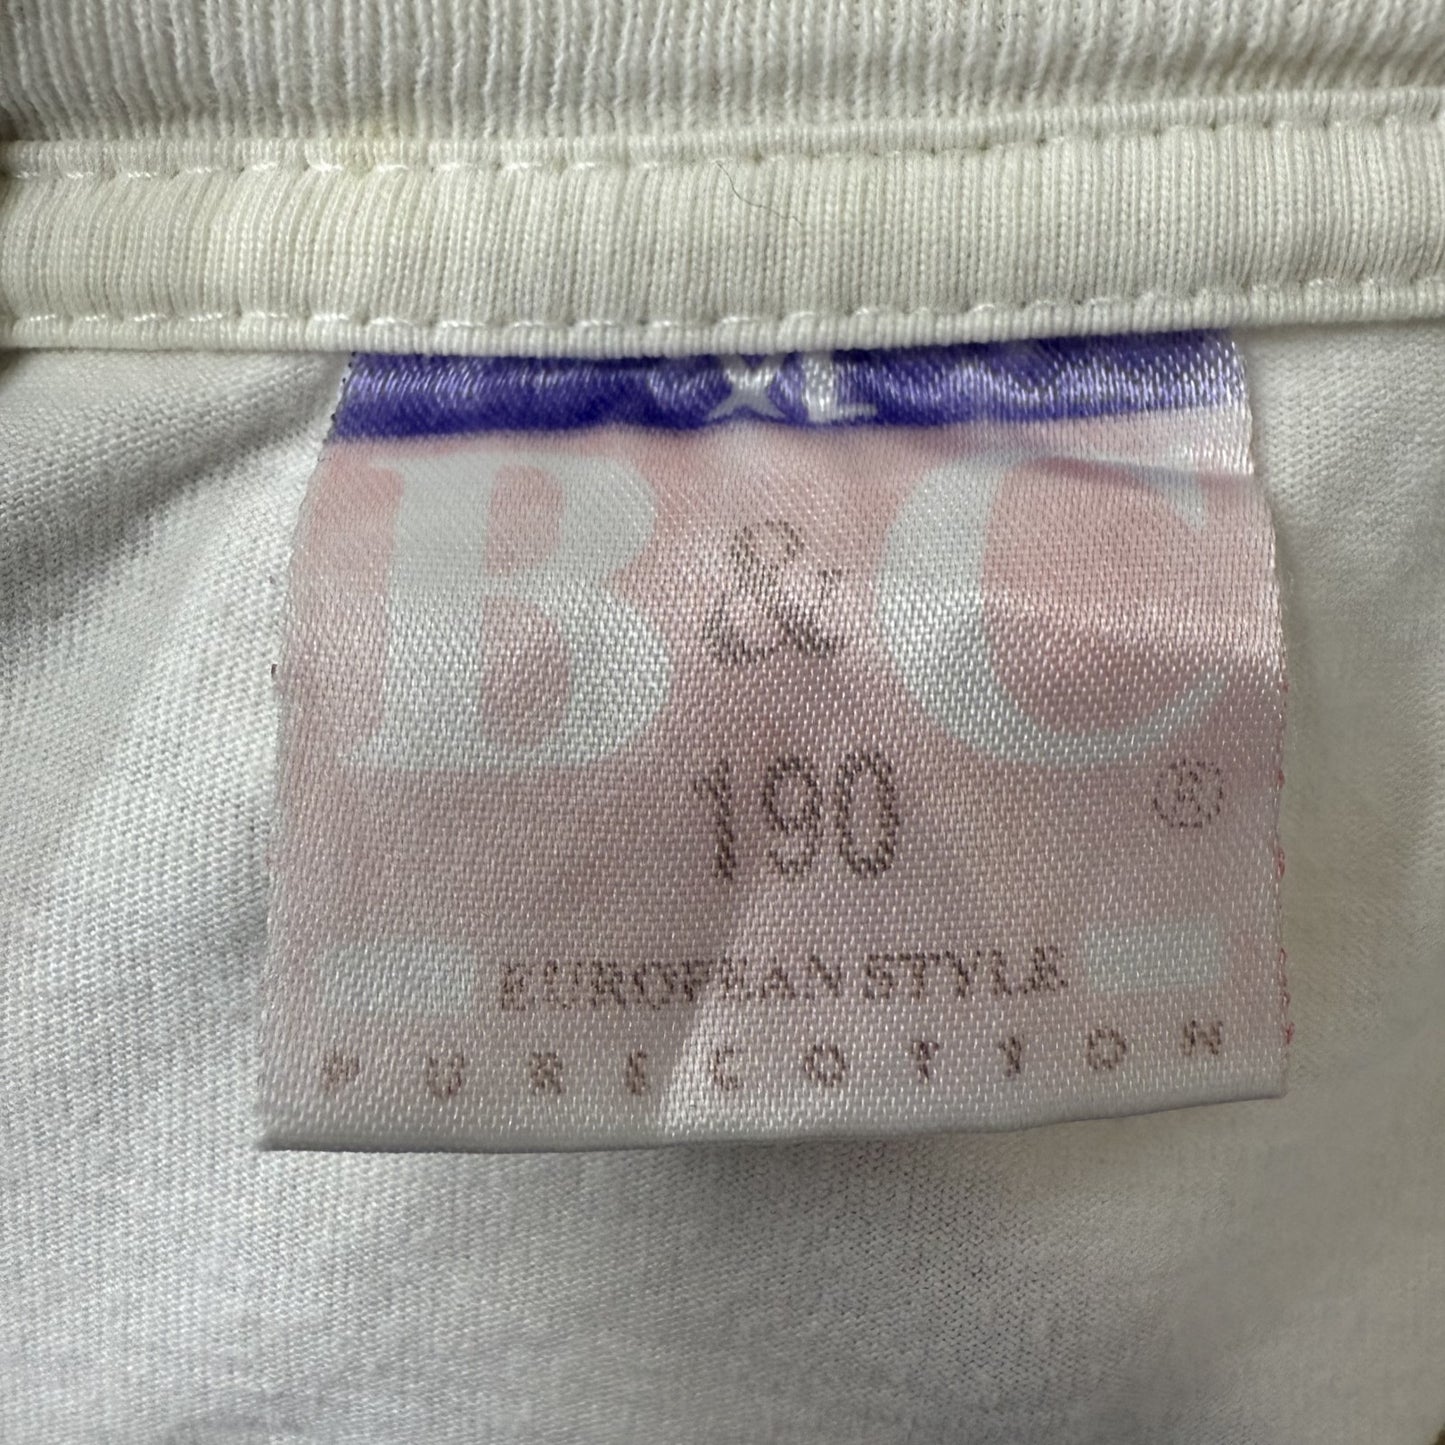 XL
B & C
190 ®
EUROPEAN STYLE
PURE COTTON